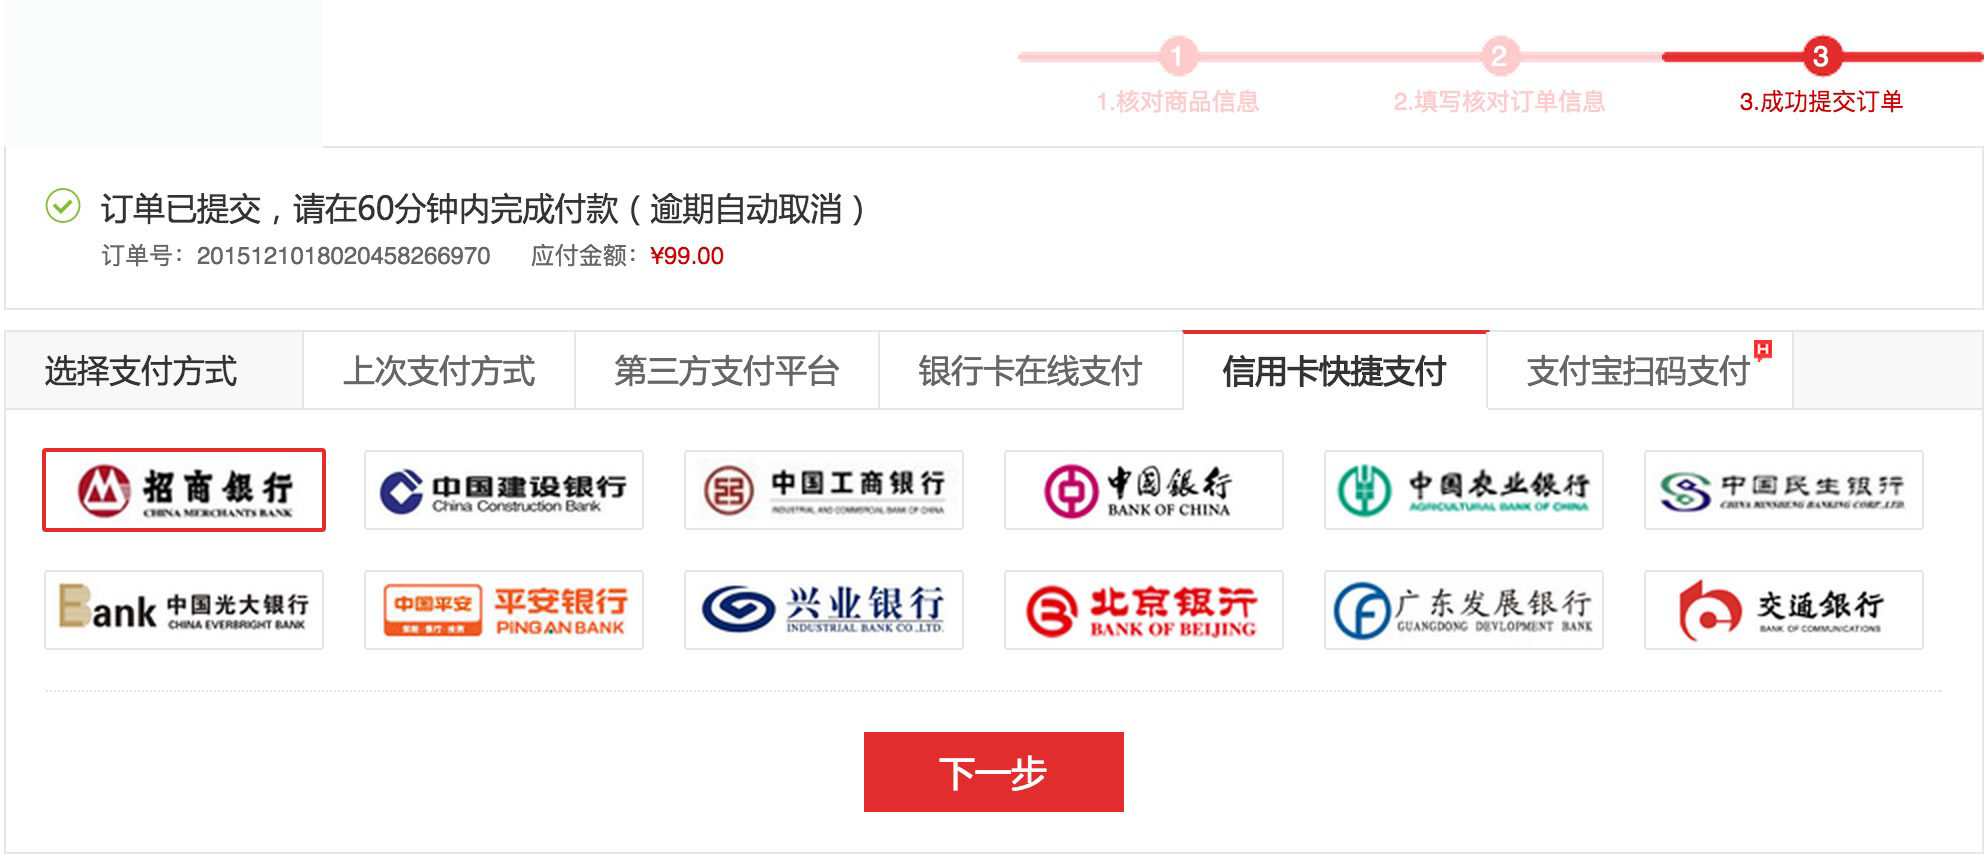 1 2 3
1.核对商品信息 2.填写核对订单信息 3.成功提交订单
订单已提交，请在60分钟内完成付款（逾期自动取消）
订单号：2015121018020458266970 应付金额：¥99.00
选择支付方式 上次支付方式 第三方支付平台 银行卡在线支付 信用卡快捷支付 支付宝扫码支付 H
招商银行 中国建设银行 中国工商银行 中国银行 中国农业银行 中国民生银行
CHINA MERCHANTS BANK China Construction Bank INDUSTRIAL AND COMMERCIAL BANK OF CHINA BANK OF CHINA AGRICULTURAL BANK OF CHINA CHINA MINSHENG BANKING CORP.,LTD.
Bank 中国光大银行 中国平安 平安银行 兴业银行 北京银行 广东发展银行 交通银行
CHINA EVERBRIGHT BANK 保险·银行·投资 PING AN BANK INDUSTRIAL BANK CO.,LTD. BANK OF BEIJING GUANGDONG DEVLOPMENT BANK BANK OF COMMUNICATIONS
下一步